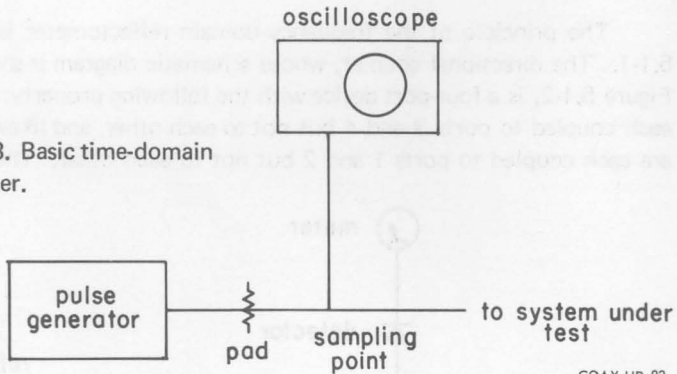 oscilloscope
3. Basic time-domain
er.
pulse
generator
pad
sampling
point
to system under
test